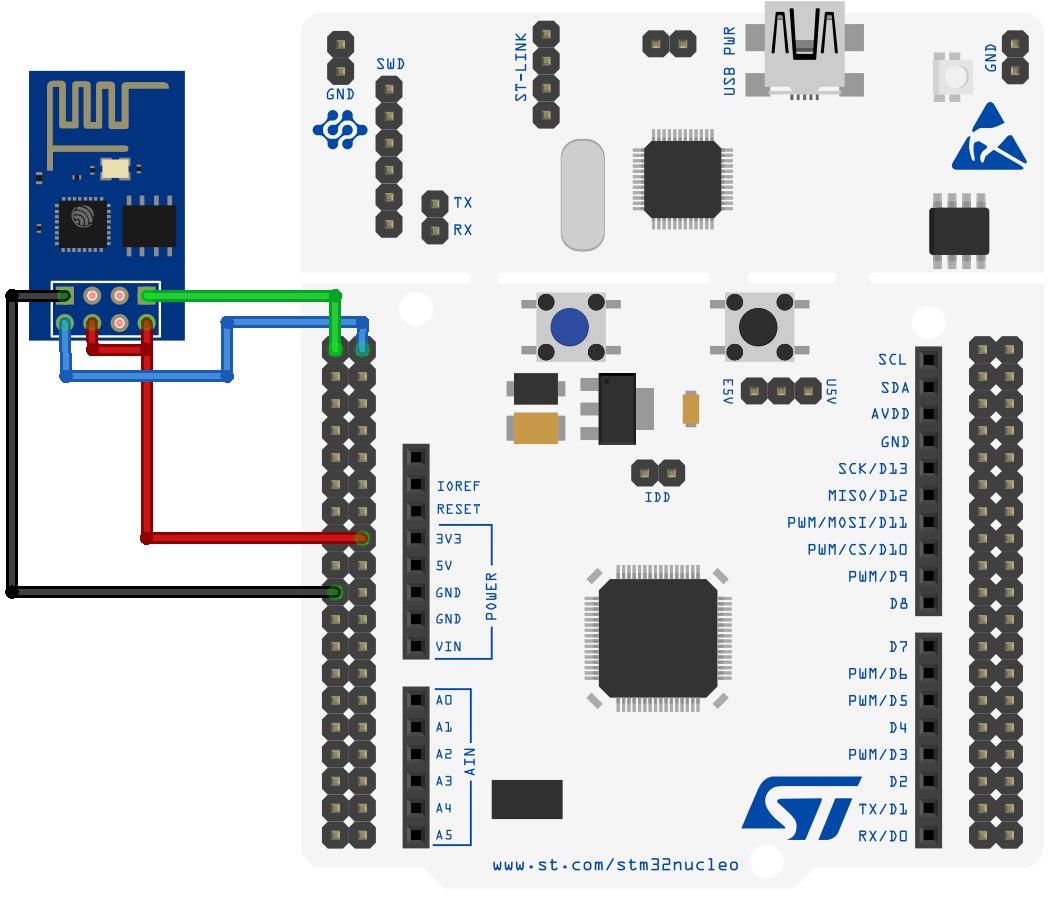 GND
SWD
TX
RX
ST-LINK
USB PWR
GND
E5V
U5V
IDD
IOREF
RESET
3V3
5V
GND
GND
VIN
POWER
A0
A1
A2
A3
A4
A5
AIN
SCL
SDA
AVDD
GND
SCK/D13
MISO/D12
PWM/MOSI/D11
PWM/CS/D10
PWM/D9
D8
D7
PWM/D6
PWM/D5
D4
PWM/D3
D2
TX/D1
RX/D0
ST
www.st.com/stm32nucleo